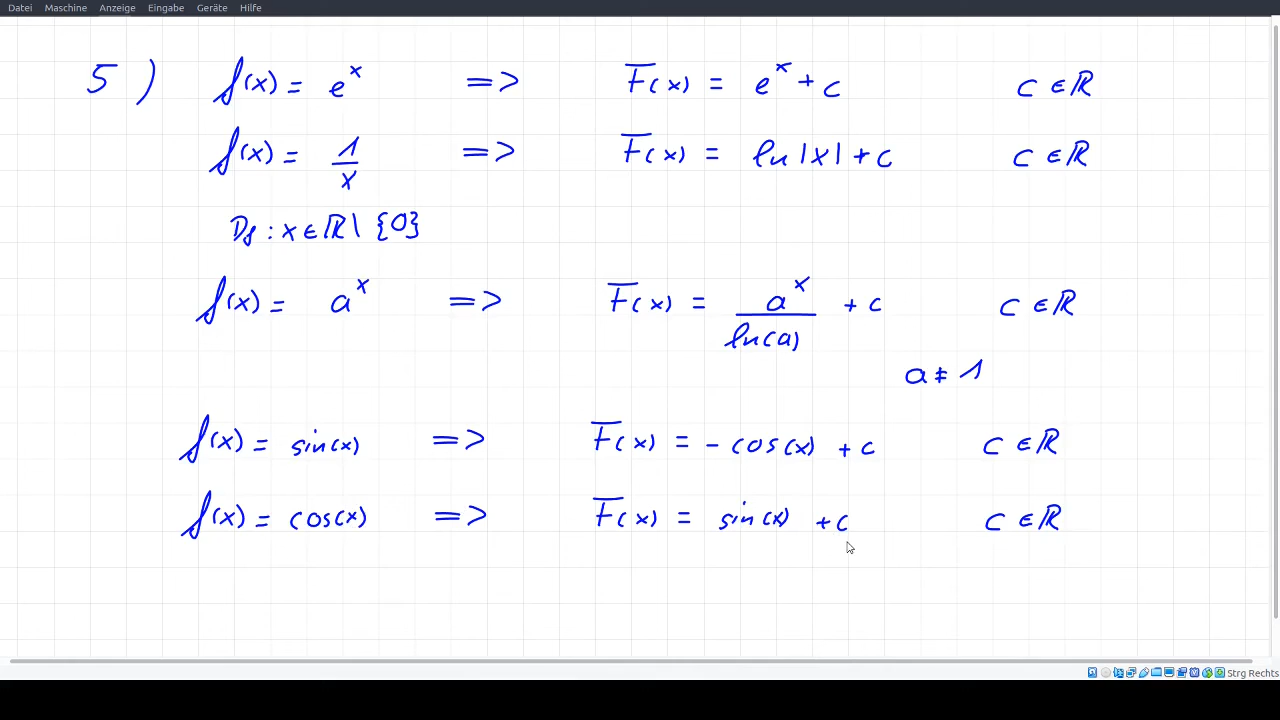 Datei Maschine Anzeige Eingabe Geräte Hilfe
5) f(x) = e^x => F(x) = e^x + c c ∈ ℝ
f(x) = 1/x => F(x) = ln|x| + c c ∈ ℝ
D_f : x ∈ ℝ \ {0}
f(x) = a^x => F(x) = a^x/ln(a) + c c ∈ ℝ
a ≠ 1
f(x) = sin(x) => F(x) = - cos(x) + c c ∈ ℝ
f(x) = cos(x) => F(x) = sin(x) + c c ∈ ℝ
Strg Rechts